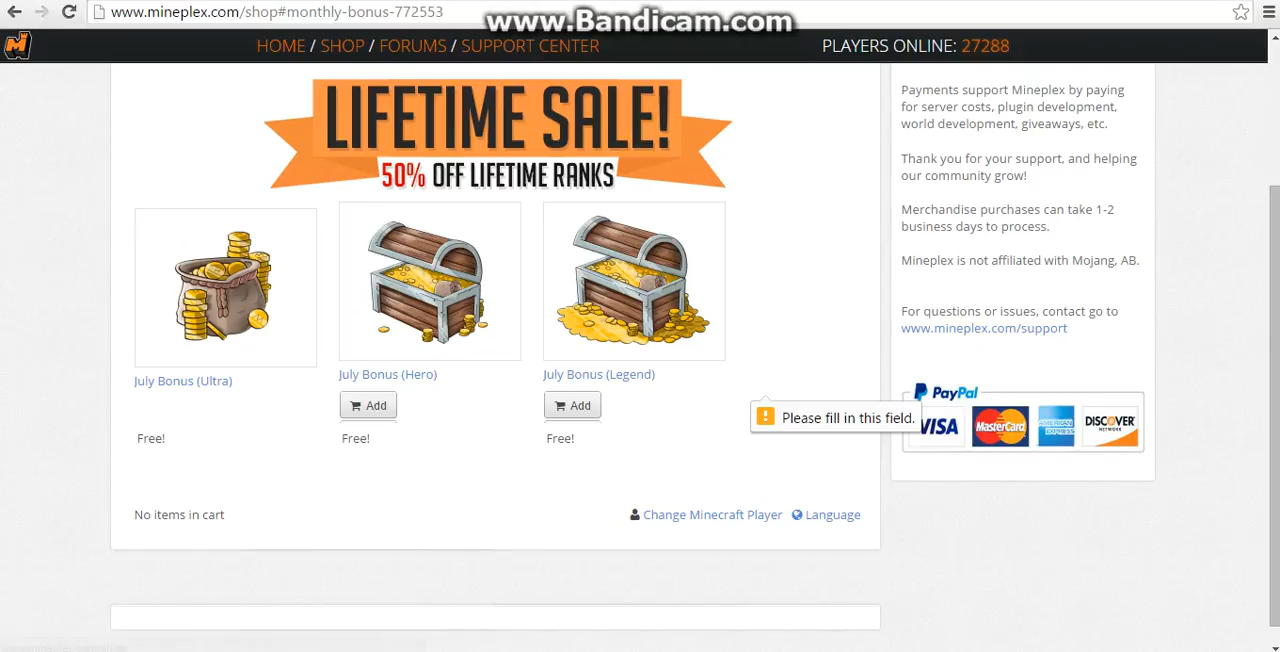 www.mineplex.com/shop#monthly-bonus-772553
www.Bandicam.com
HOME / SHOP / FORUMS / SUPPORT CENTER
PLAYERS ONLINE: 27288
LIFETIME SALE!
50% OFF LIFETIME RANKS
July Bonus (Ultra)
Free!
July Bonus (Hero)
Add
Free!
July Bonus (Legend)
Add
Free!
Please fill in this field.
No items in cart
Change Minecraft Player
Language
Payments support Mineplex by paying
for server costs, plugin development,
world development, giveaways, etc.
Thank you for your support, and helping
our community grow!
Merchandise purchases can take 1-2
business days to process.
Mineplex is not affiliated with Mojang, AB.
For questions or issues, contact go to
www.mineplex.com/support
PayPal
VISA
MasterCard
AMERICAN
EXPRESS
DISCOVER
NETWORK